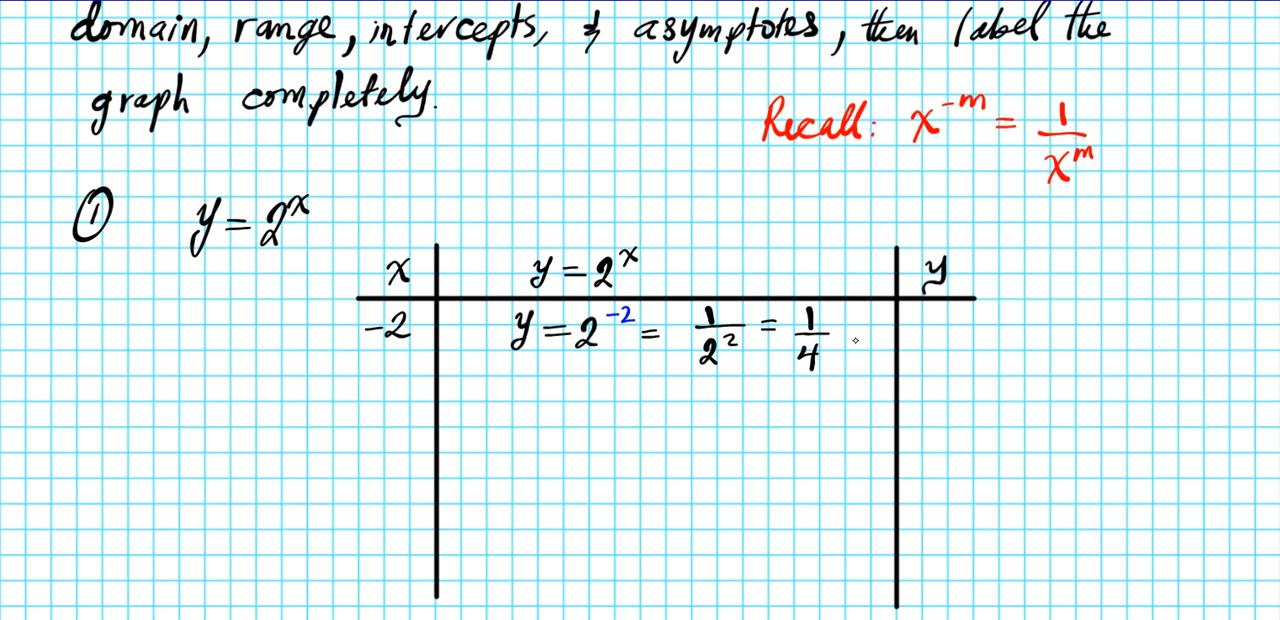 domain, range, intercepts, & asymptotes, then label the
graph completely.
Recall: x^{-m} = 1/x^m
① y = 2^x
x | y = 2^x | y
-2 | y = 2^{-2} = 1/2^2 = 1/4